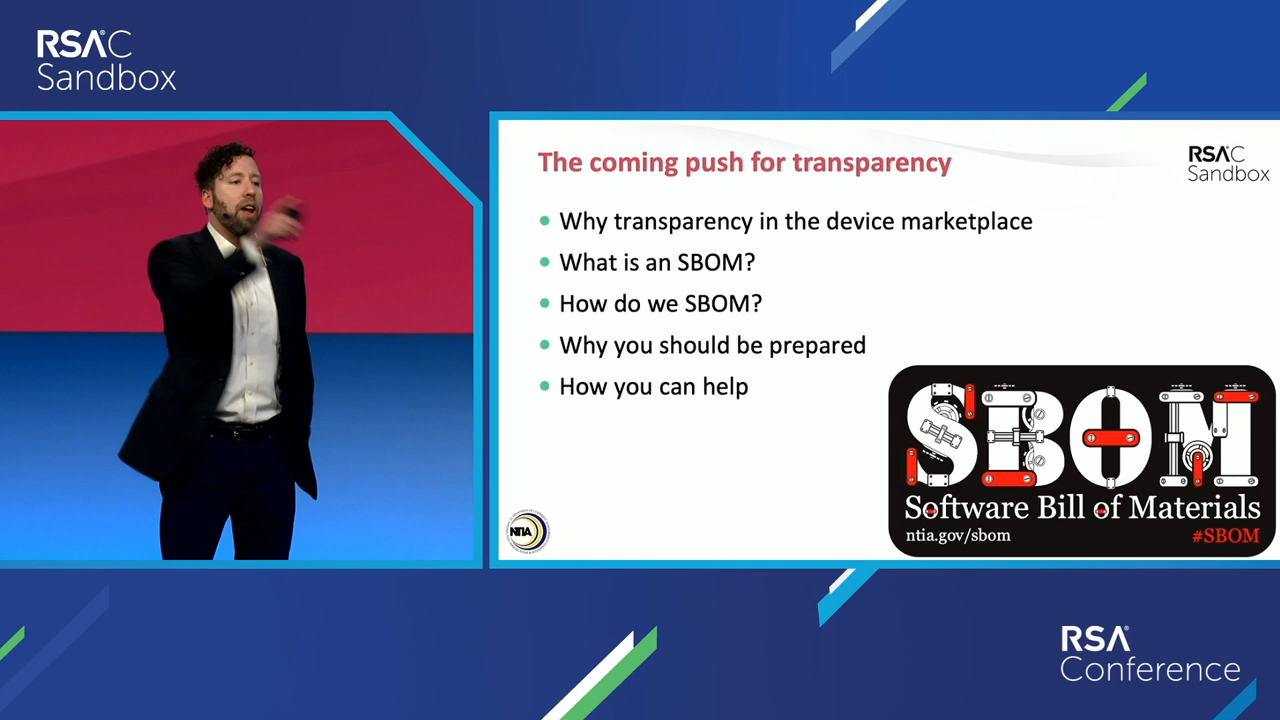 RSAC
Sandbox
The coming push for transparency
RSAC
Sandbox
Why transparency in the device marketplace
What is an SBOM?
How do we SBOM?
Why you should be prepared
How you can help
SBOM
Software Bill of Materials
ntia.gov/sbom
#SBOM
NTIA
RSA®
Conference